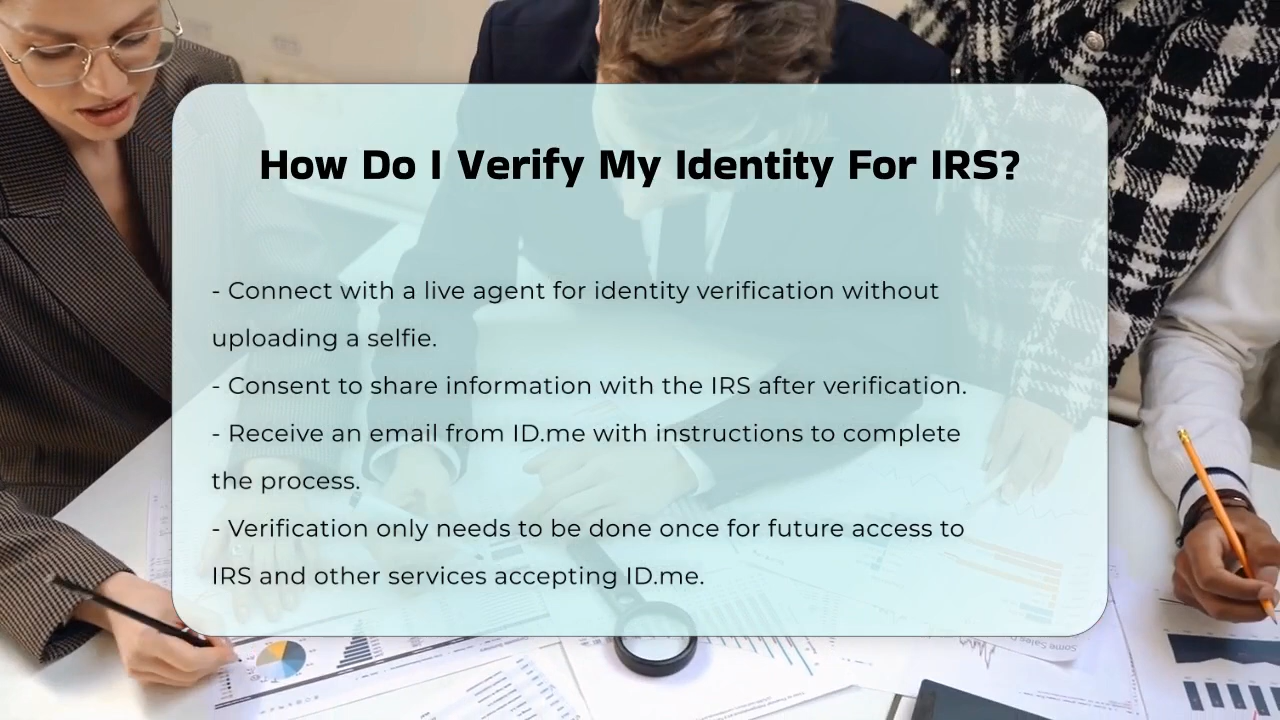 How Do I Verify My Identity For IRS?
- Connect with a live agent for identity verification without
uploading a selfie.
- Consent to share information with the IRS after verification.
- Receive an email from ID.me with instructions to complete
the process.
- Verification only needs to be done once for future access to
IRS and other services accepting ID.me.